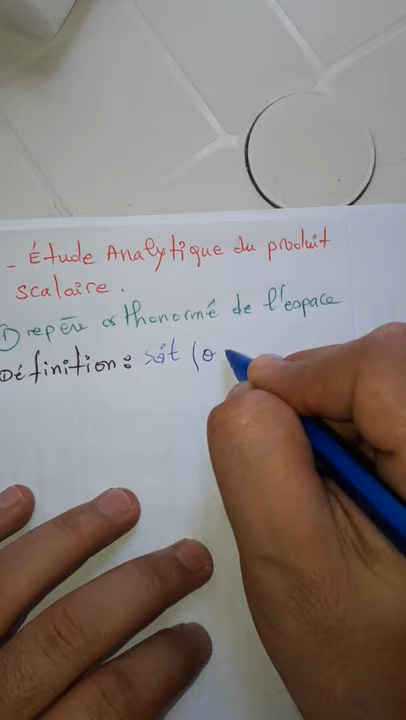 - Étude Analytique du produit
scalaire.
① repère orthonormé de l'espace
Définition : soit (o